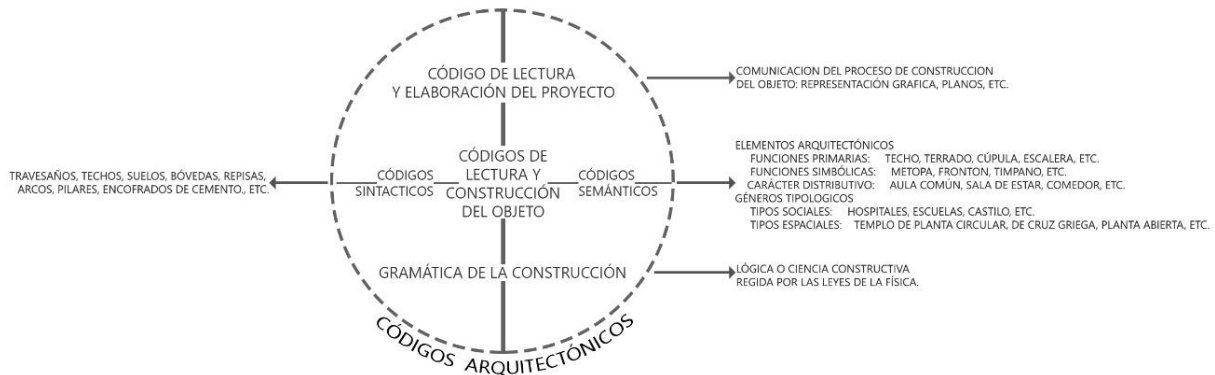 CÓDIGO DE LECTURA
Y ELABORACIÓN DEL PROYECTO
COMUNICACION DEL PROCESO DE CONSTRUCCION
DEL OBJETO: REPRESENTACIÓN GRAFICA, PLANOS, ETC.
TRAVESAÑOS, TECHOS, SUELOS, BÓVEDAS, REPISAS,
ARCOS, PILARES, ENCOFRADOS DE CEMENTO., ETC.
CÓDIGOS
SINTACTICOS
CÓDIGOS DE
LECTURA Y
CONSTRUCCIÓN
DEL OBJETO
CÓDIGOS
SEMÁNTICOS
ELEMENTOS ARQUITECTÓNICOS
FUNCIONES PRIMARIAS: TECHO, TERRADO, CÚPULA, ESCALERA, ETC.
FUNCIONES SIMBÓLICAS: METOPA, FRONTON, TIMPANO, ETC.
CARÁCTER DISTRIBUTIVO: AULA COMÚN, SALA DE ESTAR, COMEDOR, ETC.
GÉNEROS TIPOLOGICOS
TIPOS SOCIALES: HOSPITALES, ESCUELAS, CASTILO, ETC.
TIPOS ESPACIALES: TEMPLO DE PLANTA CIRCULAR, DE CRUZ GRIEGA, PLANTA ABIERTA, ETC.
GRAMÁTICA DE LA CONSTRUCCIÓN
LÓGICA O CIENCIA CONSTRUCTIVA
REGIDA POR LAS LEYES DE LA FÍSICA.
CÓDIGOS ARQUITECTÓNICOS